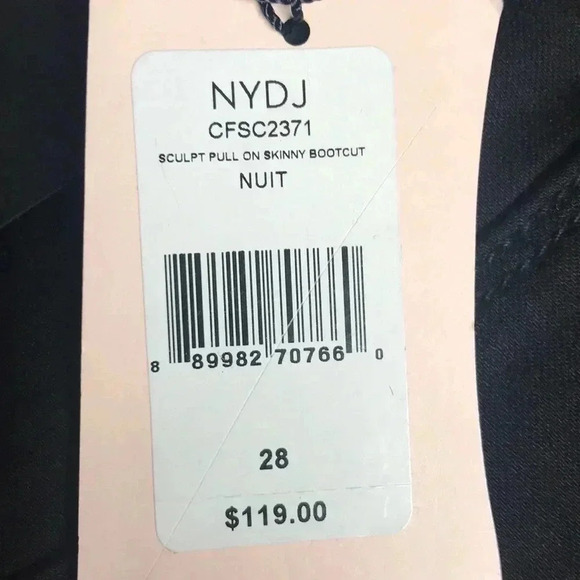 NYDJ
CFSC2371
SCULPT PULL ON SKINNY BOOTCUT
NUIT
8 89982 70766 0
28
$119.00